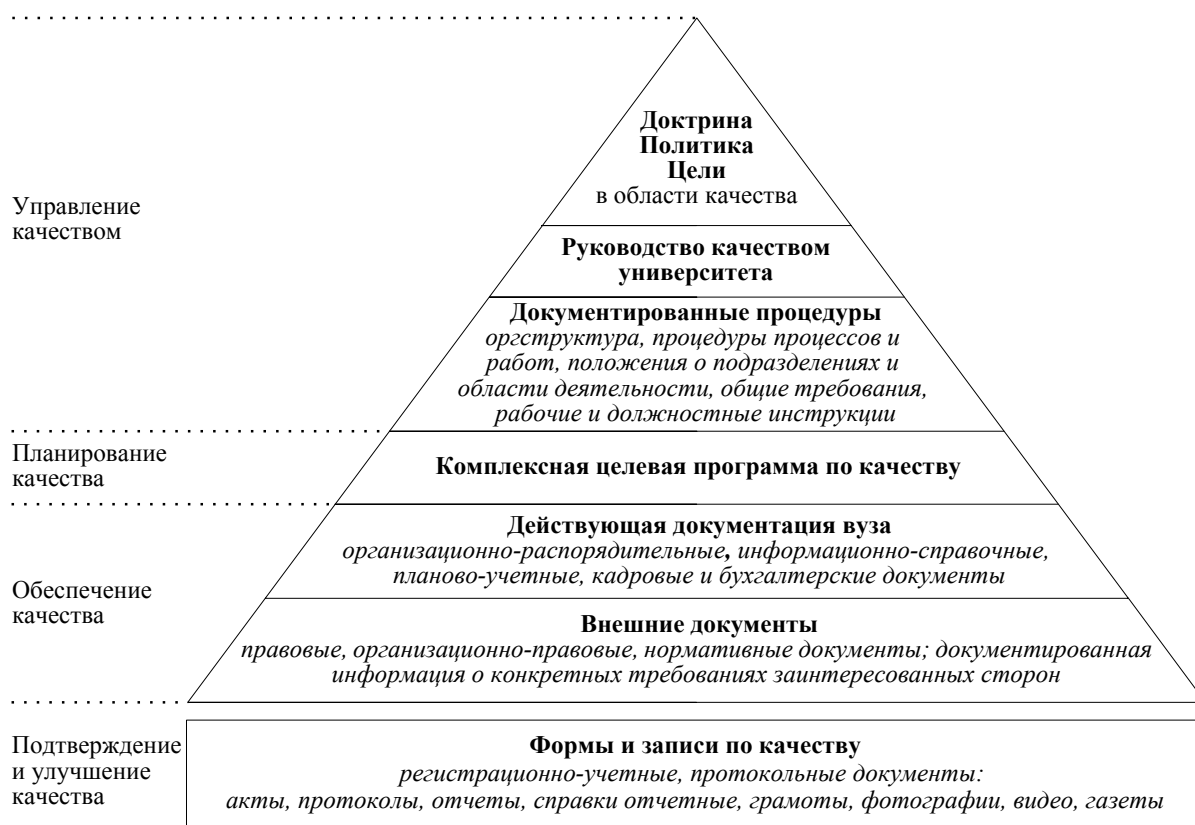 Доктрина
Политика
Цели
в области качества
Управление
качеством
Руководство качеством
университета
Документированные процедуры
оргструктура, процедуры процессов и
работ, положения о подразделениях и
области деятельности, общие требования,
рабочие и должностные инструкции
Планирование
качества
Комплексная целевая программа по качеству
Действующая документация вуза
организационно-распорядительные, информационно-справочные,
планово-учетные, кадровые и бухгалтерские документы
Обеспечение
качества
Внешние документы
правовые, организационно-правовые, нормативные документы; документированная
информация о конкретных требованиях заинтересованных сторон
Подтверждение
и улучшение
качества
Формы и записи по качеству
регистрационно-учетные, протокольные документы:
акты, протоколы, отчеты, справки отчетные, грамоты, фотографии, видео, газеты